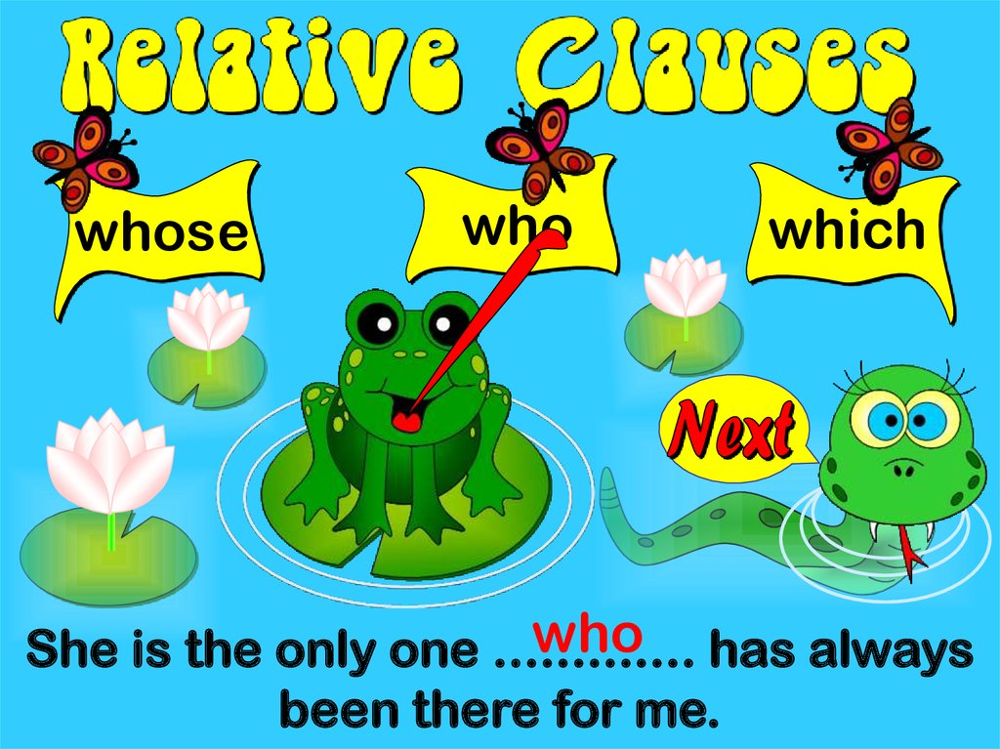 Relative Clauses
whose who which
Next
She is the only one ....who.... has always
been there for me.